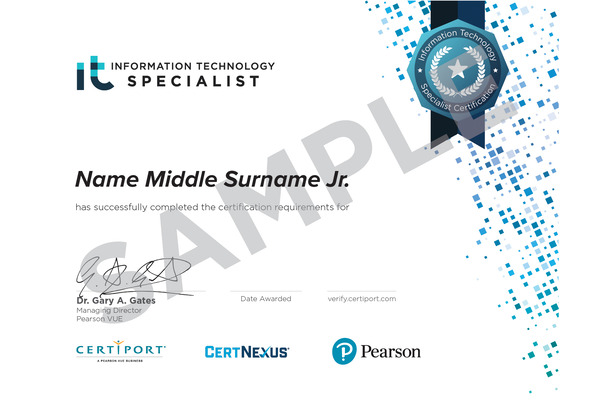 it INFORMATION TECHNOLOGY
SPECIALIST
Information Technology
Specialist Certification
SAMPLE
Name Middle Surname Jr.
has successfully completed the certification requirements for
Dr. Gary A. Gates
Managing Director
Pearson VUE
Date Awarded
verify.certiport.com
CERTIPORT
A PEARSON VUE BUSINESS
CERTNEXUS
P Pearson